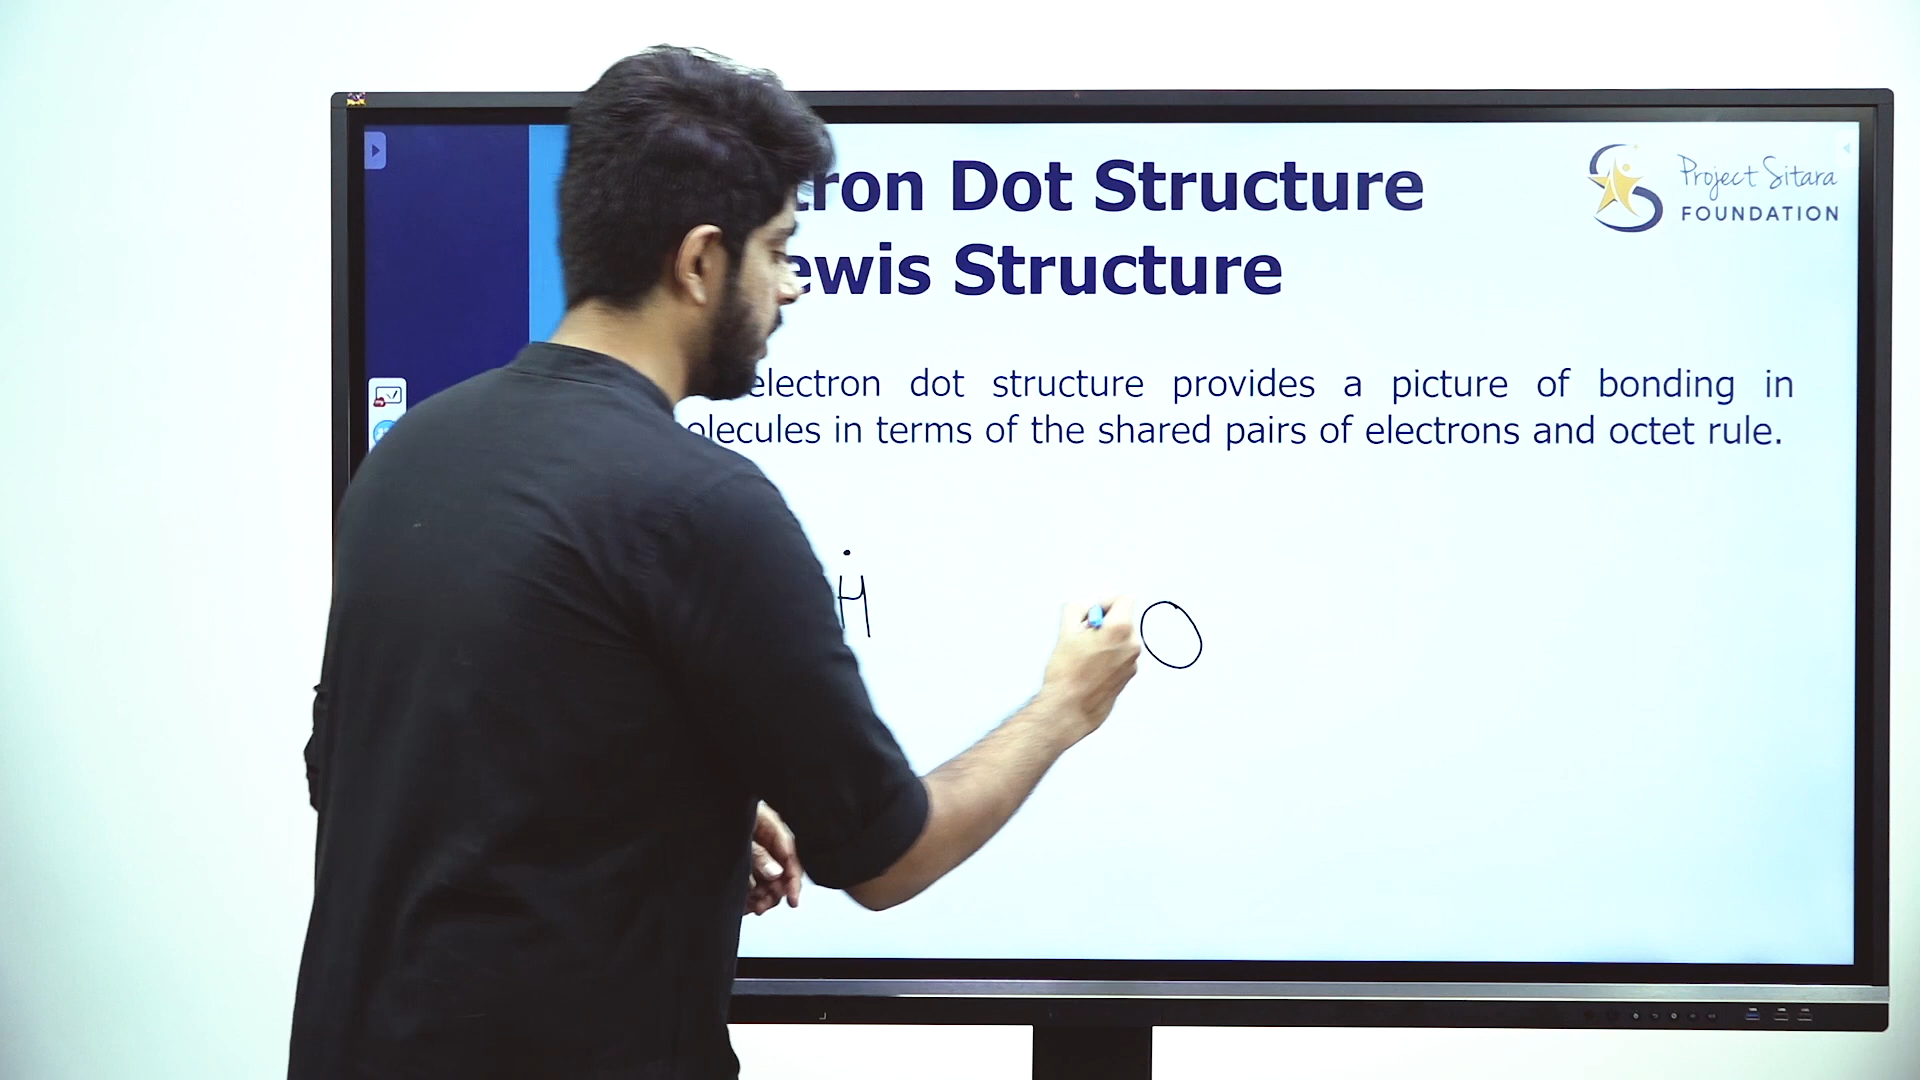 tron Dot Structure
ewis Structure
Project Sitara
FOUNDATION
electron dot structure provides a picture of bonding in
olecules in terms of the shared pairs of electrons and octet rule.
H
O